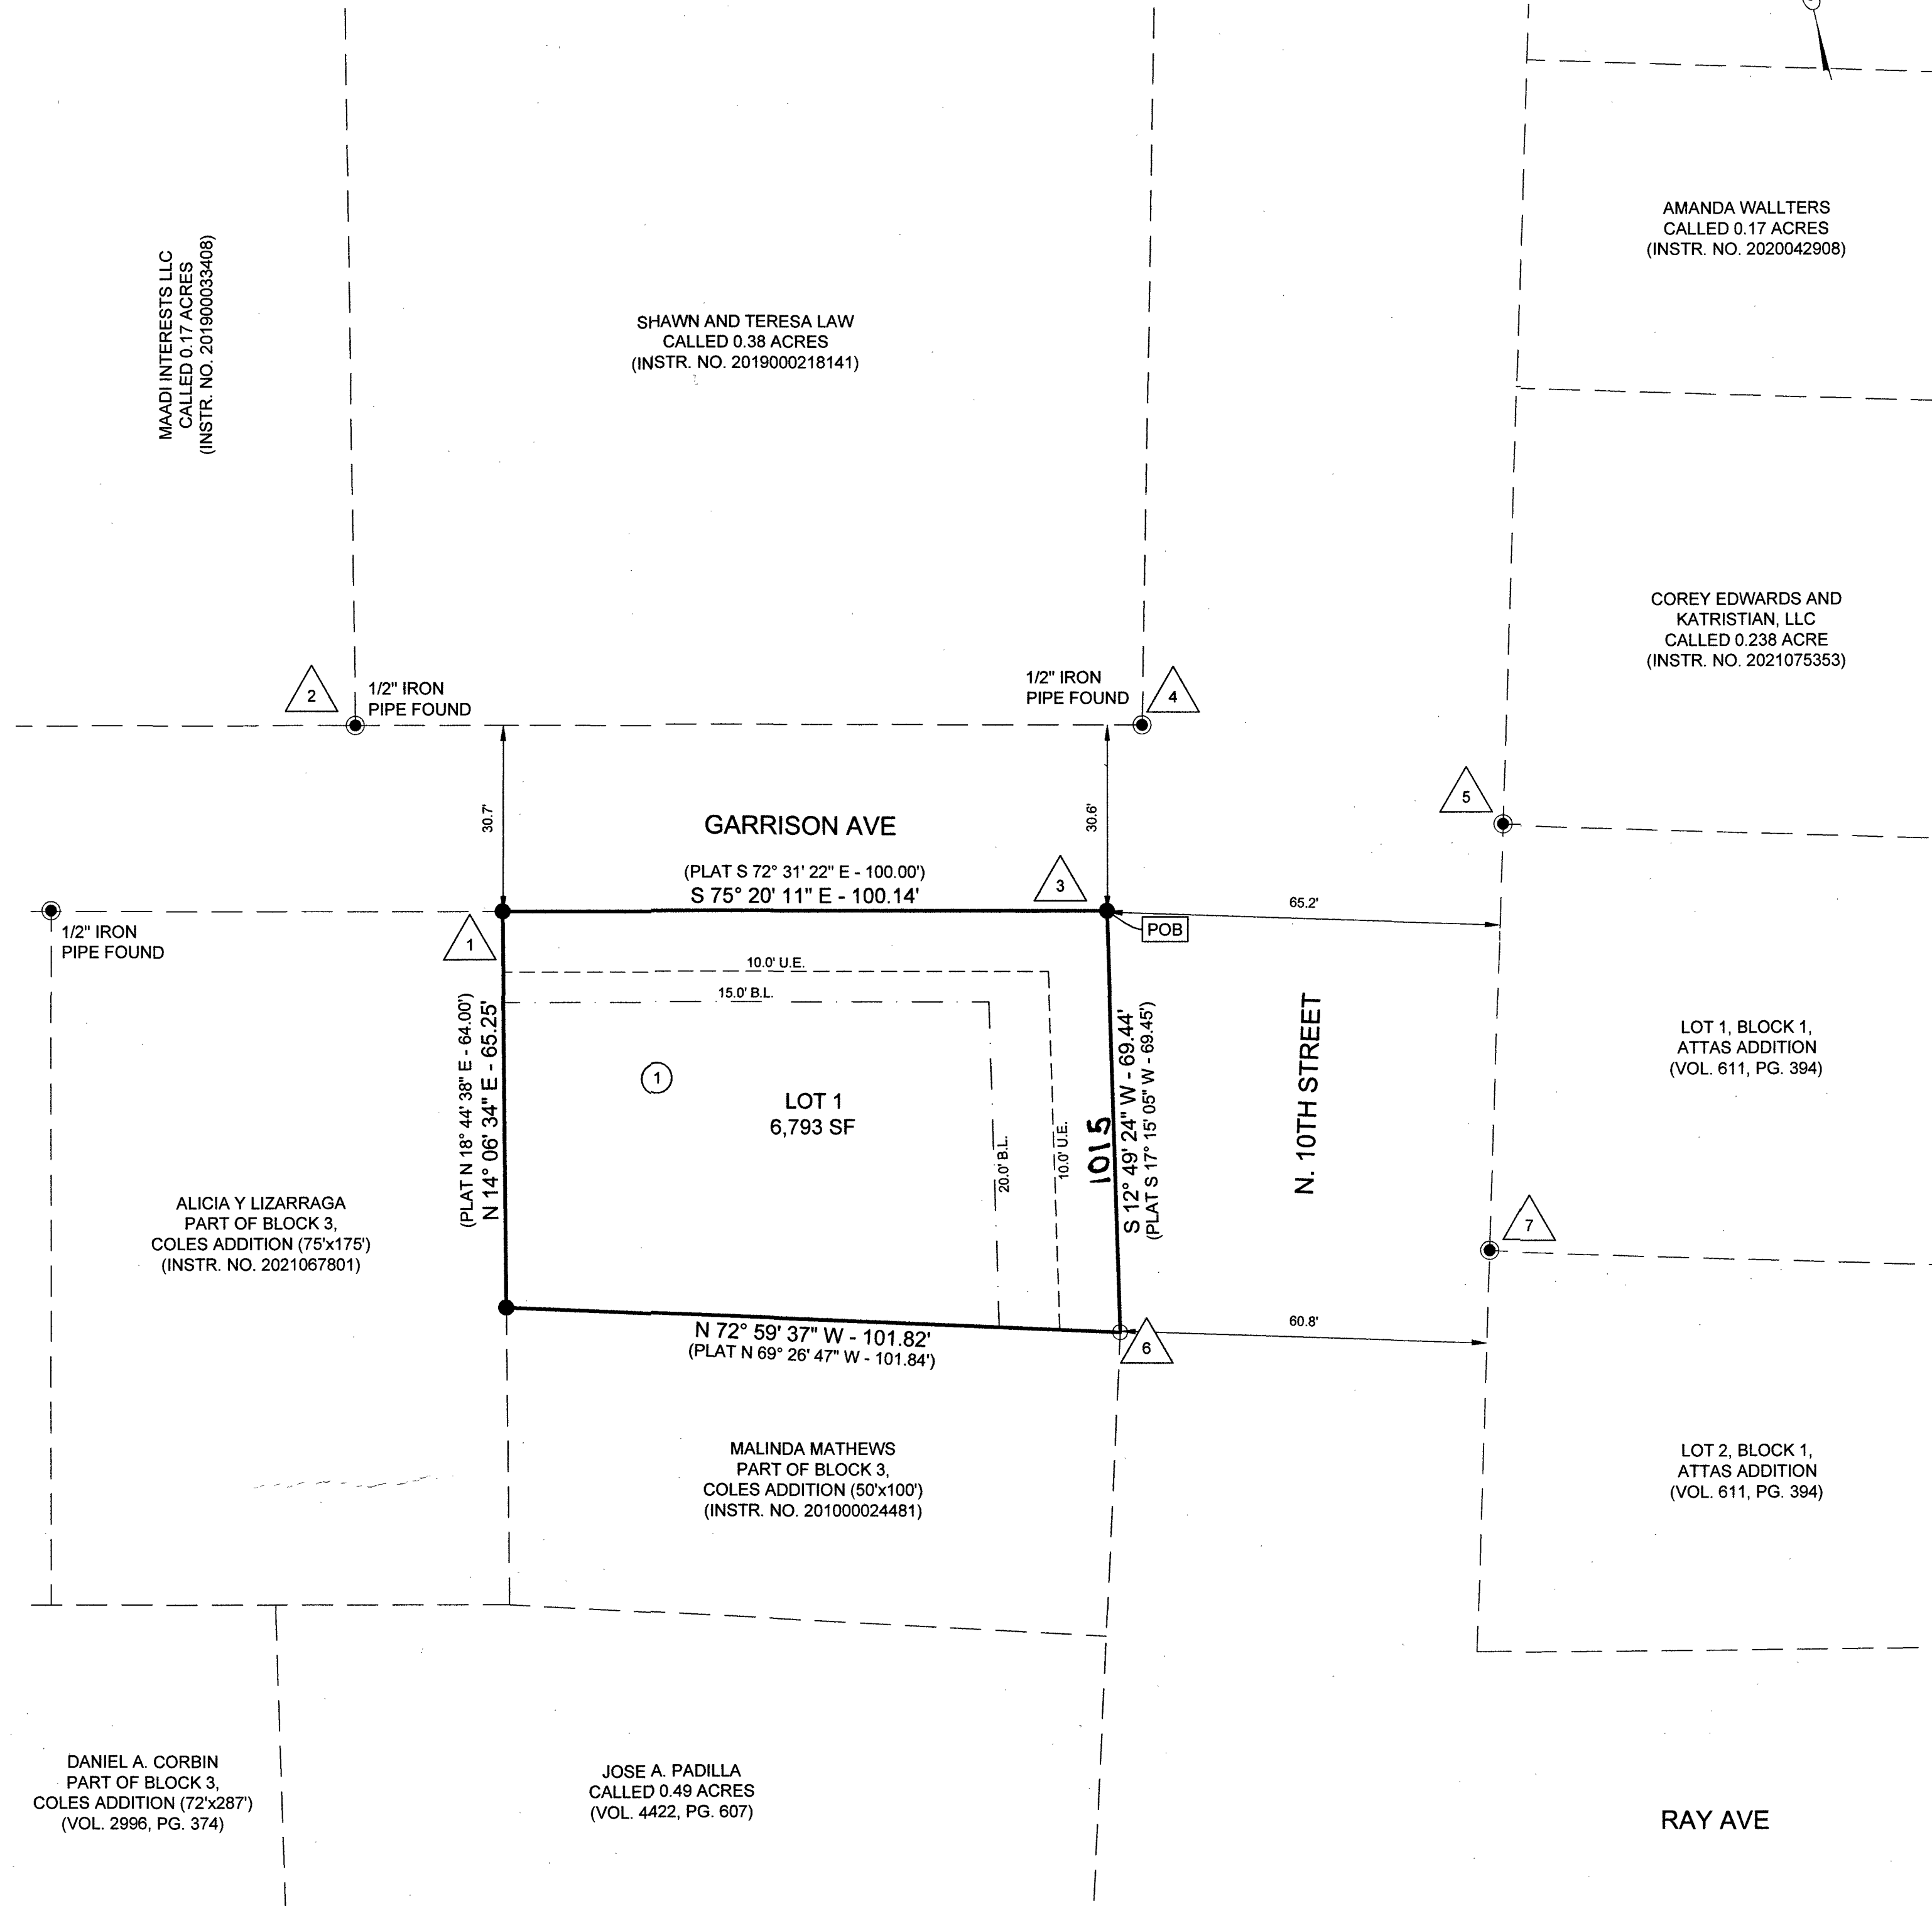 AMANDA WALLTERS
CALLED 0.17 ACRES
(INSTR. NO. 2020042908)
MAADI INTERESTS LLC
CALLED 0.17 ACRES
(INSTR. NO. 201900033408)
SHAWN AND TERESA LAW
CALLED 0.38 ACRES
(INSTR. NO. 2019000218141)
COREY EDWARDS AND
KATRISTIAN, LLC
CALLED 0.238 ACRE
(INSTR. NO. 2021075353)
2
1/2" IRON
PIPE FOUND
1/2" IRON
PIPE FOUND
4
5
30.7'
GARRISON AVE
30.6'
(PLAT S 72° 31' 22" E - 100.00')
S 75° 20' 11" E - 100.14'
3
65.2'
1/2" IRON
PIPE FOUND
1
POB
10.0' U.E.
15.0' B.L.
(PLAT N 18° 44' 38" E - 64.00')
N 14° 06' 34" E - 65.25'
1
LOT 1
6,793 SF
20.0' B.L.
10.0' U.E.
1015
S 12° 49' 24" W - 69.44'
(PLAT S 17° 15' 05" W - 69.45')
N. 10TH STREET
LOT 1, BLOCK 1,
ATTAS ADDITION
(VOL. 611, PG. 394)
ALICIA Y LIZARRAGA
PART OF BLOCK 3,
COLES ADDITION (75'x175')
(INSTR. NO. 2021067801)
7
N 72° 59' 37" W - 101.82'
(PLAT N 69° 26' 47" W - 101.84')
6
60.8'
MALINDA MATHEWS
PART OF BLOCK 3,
COLES ADDITION (50'x100')
(INSTR. NO. 201000024481)
LOT 2, BLOCK 1,
ATTAS ADDITION
(VOL. 611, PG. 394)
DANIEL A. CORBIN
PART OF BLOCK 3,
COLES ADDITION (72'x287')
(VOL. 2996, PG. 374)
JOSE A. PADILLA
CALLED 0.49 ACRES
(VOL. 4422, PG. 607)
RAY AVE